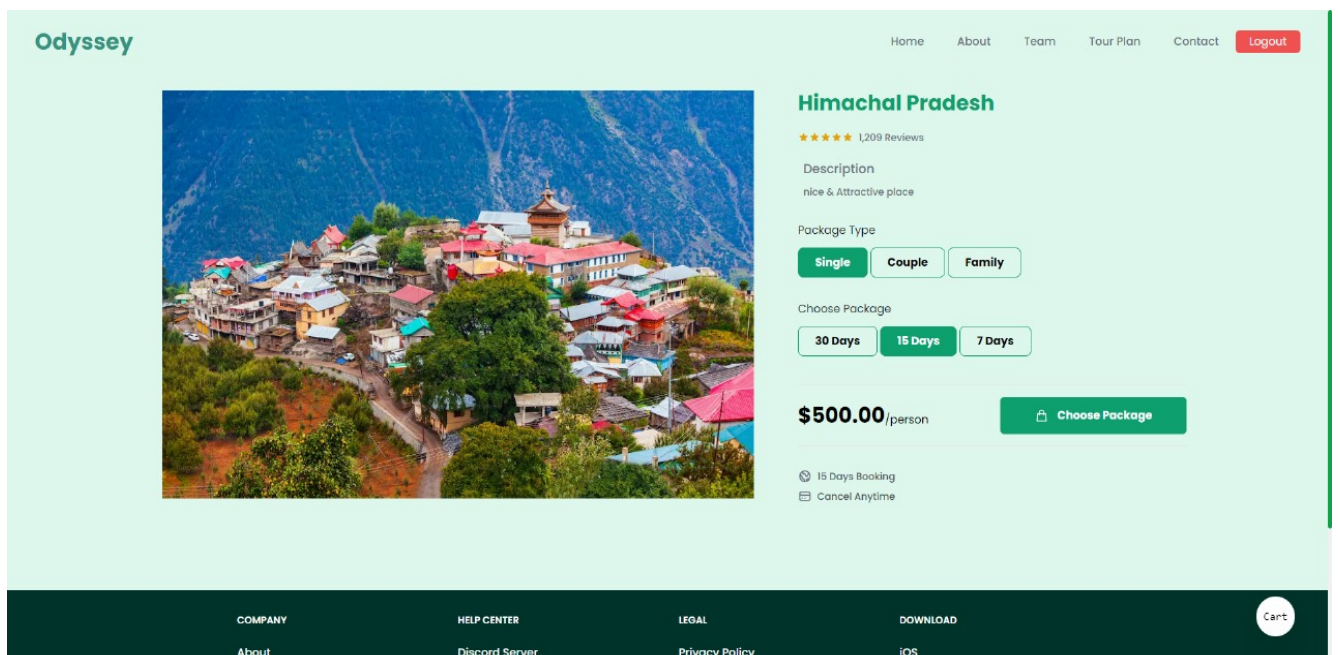 Odyssey
Home About Team Tour Plan Contact Logout
Himachal Pradesh
1,209 Reviews
Description
nice & Attractive place
Package Type
Single Couple Family
Choose Package
30 Days 15 Days 7 Days
$500.00/person Choose Package
15 Days Booking
Cancel Anytime
COMPANY HELP CENTER LEGAL DOWNLOAD
Cart
About Discord Server Privacy Policy iOS